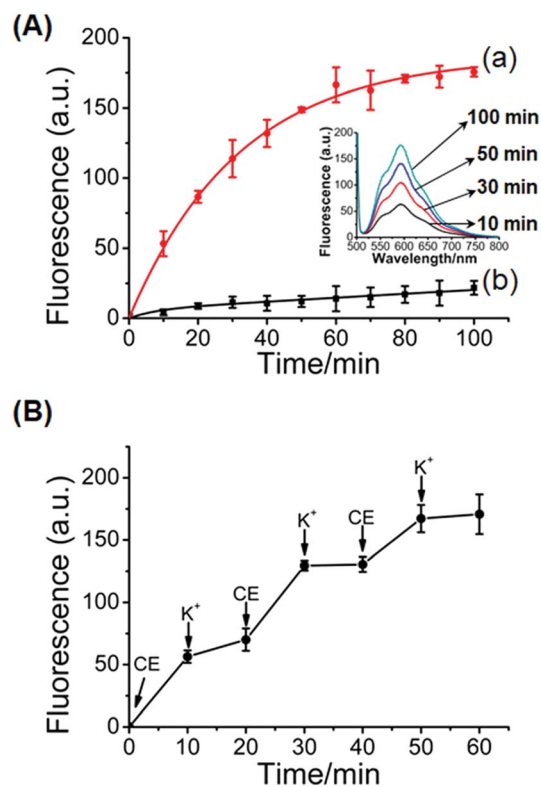 (A)
200
150
100
50
0
Fluorescence (a.u.)
(a)
(b)
200
150
100
50
0
Fluorescence (a.u.)
100 min
50 min
30 min
10 min
500 550 600 650 700 750 800
Wavelength/nm
0 20 40 60 80 100
Time/min
(B)
200
150
100
50
0
Fluorescence (a.u.)
CE
K⁺
CE
K⁺
CE
K⁺
0 10 20 30 40 50 60
Time/min